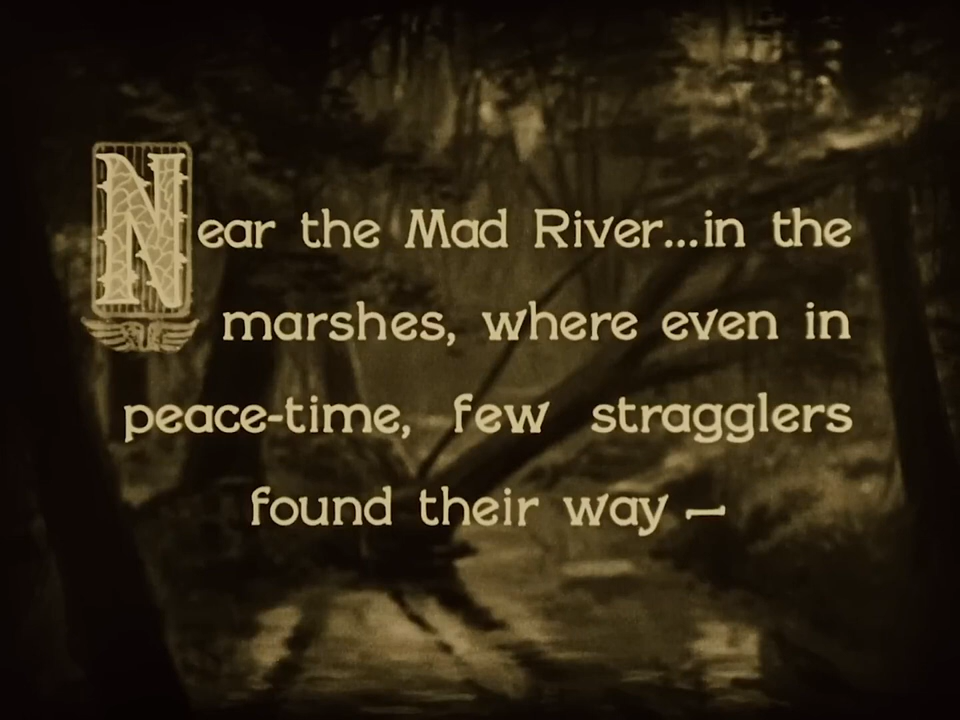 Near the Mad River...in the
marshes, where even in
peace-time, few stragglers
found their way —